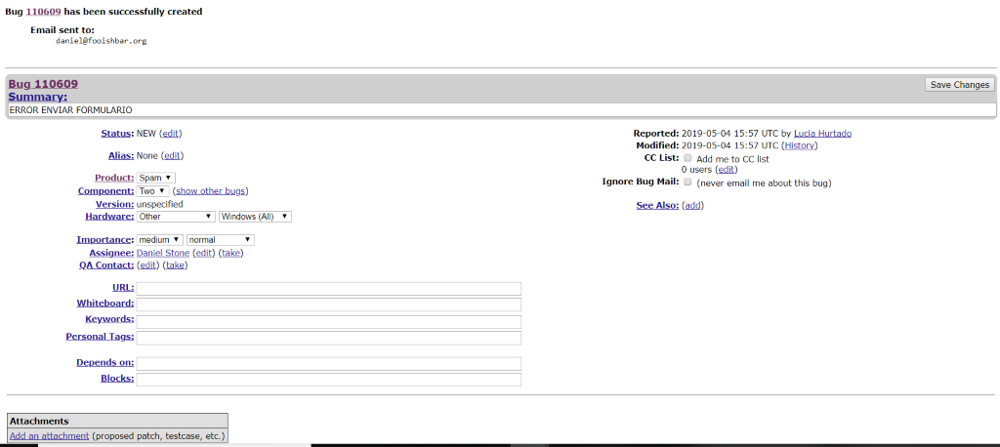 Bug 110609 has been successfully created
Email sent to:
daniel@fooishbar.org
Bug 110609
Save Changes
Summary:
ERROR ENVIAR FORMULARIO
Status: NEW (edit)
Alias: None (edit)
Product: Spam
Component: Two (show other bugs)
Version: unspecified
Hardware: Other Windows (All)
Importance: medium normal
Assignee: Daniel Stone (edit) (take)
QA Contact: (edit) (take)
URL:
Whiteboard:
Keywords:
Personal Tags:
Depends on:
Blocks:
Reported: 2019-05-04 15:57 UTC by Lucia Hurtado
Modified: 2019-05-04 15:57 UTC (History)
CC List: Add me to CC list
0 users (edit)
Ignore Bug Mail: (never email me about this bug)
See Also: (add)
Attachments
Add an attachment (proposed patch, testcase, etc.)